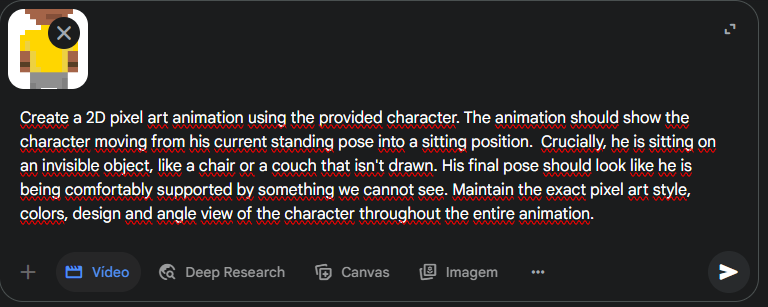 Create a 2D pixel art animation using the provided character. The animation should show the
character moving from his current standing pose into a sitting position.  Crucially, he is sitting on
an invisible object, like a chair or a couch that isn't drawn. His final pose should look like he is
being comfortably supported by something we cannot see. Maintain the exact pixel art style,
colors, design and angle view of the character throughout the entire animation.
Vídeo
Deep Research
Canvas
Imagem